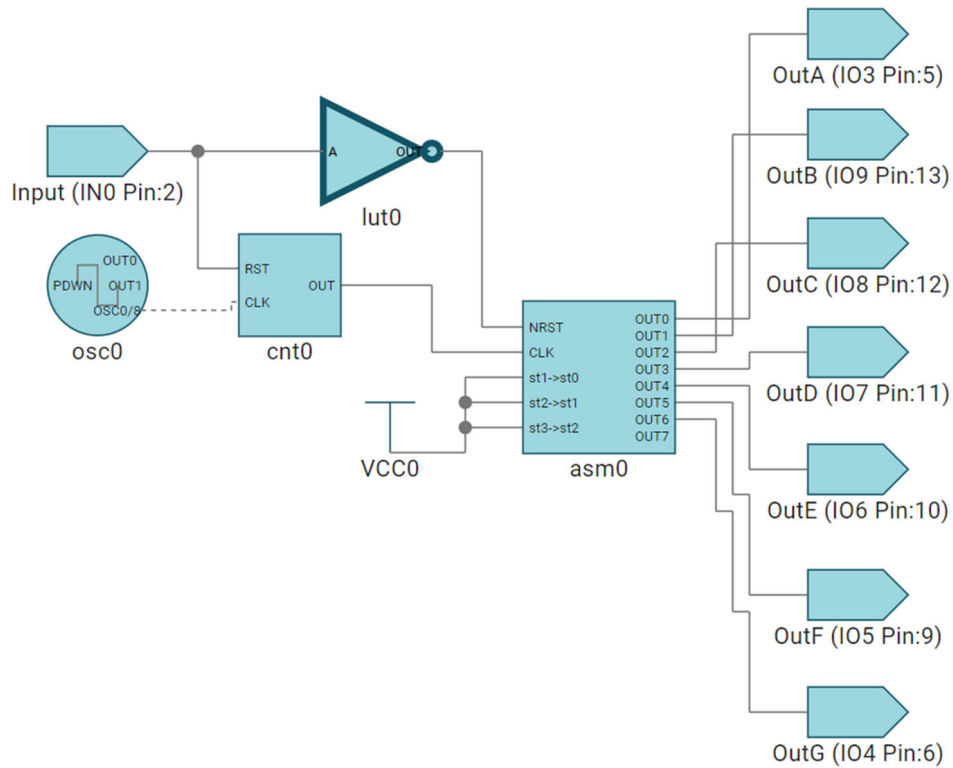 OutA (IO3 Pin:5)
A
OUT
Input (IN0 Pin:2)
lut0
OutB (IO9 Pin:13)
OUT0
PDWN
OUT1
OSC0/8
osc0
RST
OUT
CLK
cnt0
OutC (IO8 Pin:12)
NRST
CLK
st1->st0
st2->st1
st3->st2
OUT0
OUT1
OUT2
OUT3
OUT4
OUT5
OUT6
OUT7
asm0
VCC0
OutD (IO7 Pin:11)
OutE (IO6 Pin:10)
OutF (IO5 Pin:9)
OutG (IO4 Pin:6)